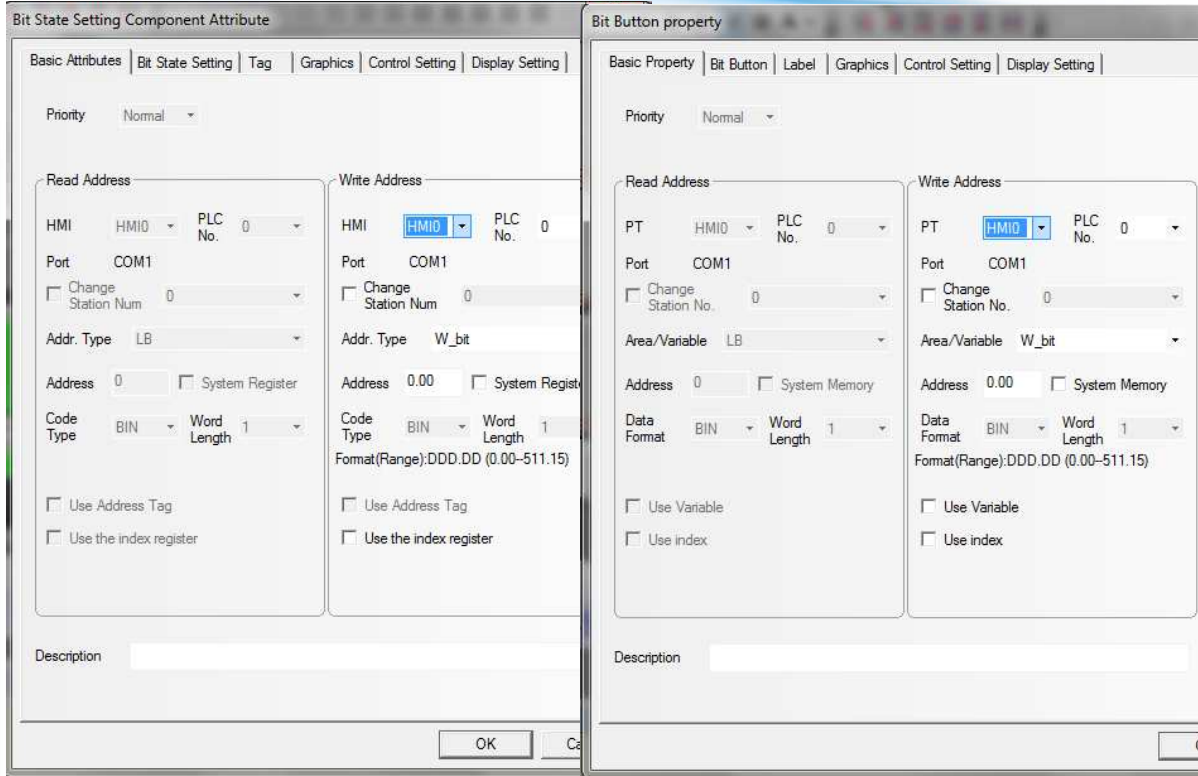 Bit State Setting Component Attribute
Basic Attributes Bit State Setting Tag Graphics Control Setting Display Setting
Priority Normal
Read Address
HMI HMI0 PLC No. 0
Port COM1
Change Station Num 0
Addr. Type LB
Address 0 System Register
Code Type BIN Word Length 1
Use Address Tag
Use the index register
Write Address
HMI HMI0 PLC No. 0
Port COM1
Change Station Num 0
Addr. Type W_bit
Address 0.00 System Regist
Code Type BIN Word Length 1
Format(Range):DDD.DD (0.00--511.15)
Use Address Tag
Use the index register
Description
OK Ca
Bit Button property
Basic Property Bit Button Label Graphics Control Setting Display Setting
Priority Normal
Read Address
PT HMI0 PLC No. 0
Port COM1
Change Station No. 0
Area/Variable LB
Address 0 System Memory
Data Format BIN Word Length 1
Use Variable
Use index
Write Address
PT HMI0 PLC No. 0
Port COM1
Change Station No. 0
Area/Variable W_bit
Address 0.00 System Memory
Data Format BIN Word Length 1
Format(Range):DDD.DD (0.00--511.15)
Use Variable
Use index
Description